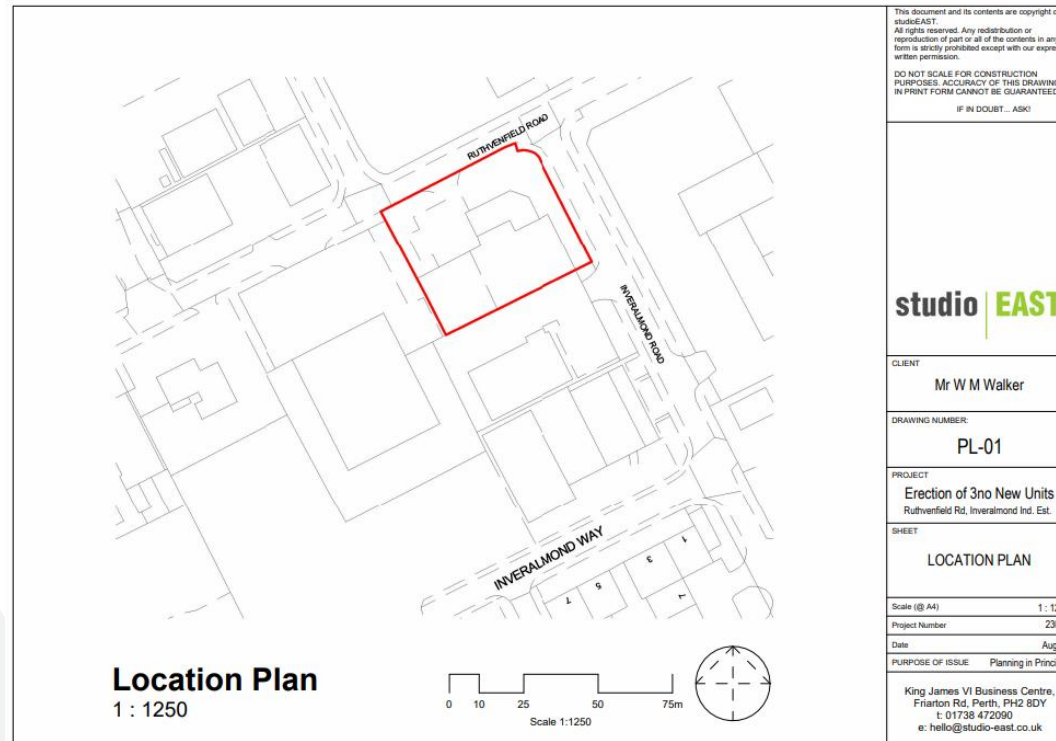 This document and its contents are copyright
studioEAST.
All rights reserved. Any redistribution or
reproduction of part or all of the contents in any
form is strictly prohibited except with our
written permission.
DO NOT SCALE FOR CONSTRUCTION
PURPOSES. ACCURACY OF THIS DRAWING
IN PRINT FORM CANNOT BE GUARANTEED
IF IN DOUBT... ASK!
RUTHVENFIELD ROAD
INVERALMOND ROAD
INVERALMOND WAY
1
3
5
7
studio | EAST
CLIENT
Mr W M Walker
DRAWING NUMBER:
PL-01
PROJECT
Erection of 3no New Units
Ruthvenfield Rd, Inveralmond Ind. Est.
SHEET
LOCATION PLAN
Scale (@ A4)
Project Number
Date
PURPOSE OF ISSUE Planning in
King James VI Business Centre,
Friarton Rd, Perth, PH2 8DY
t: 01738 472090
e: hello@studio-east.co.uk
Location Plan
1 : 1250
0 10 25 50 75m
Scale 1:1250